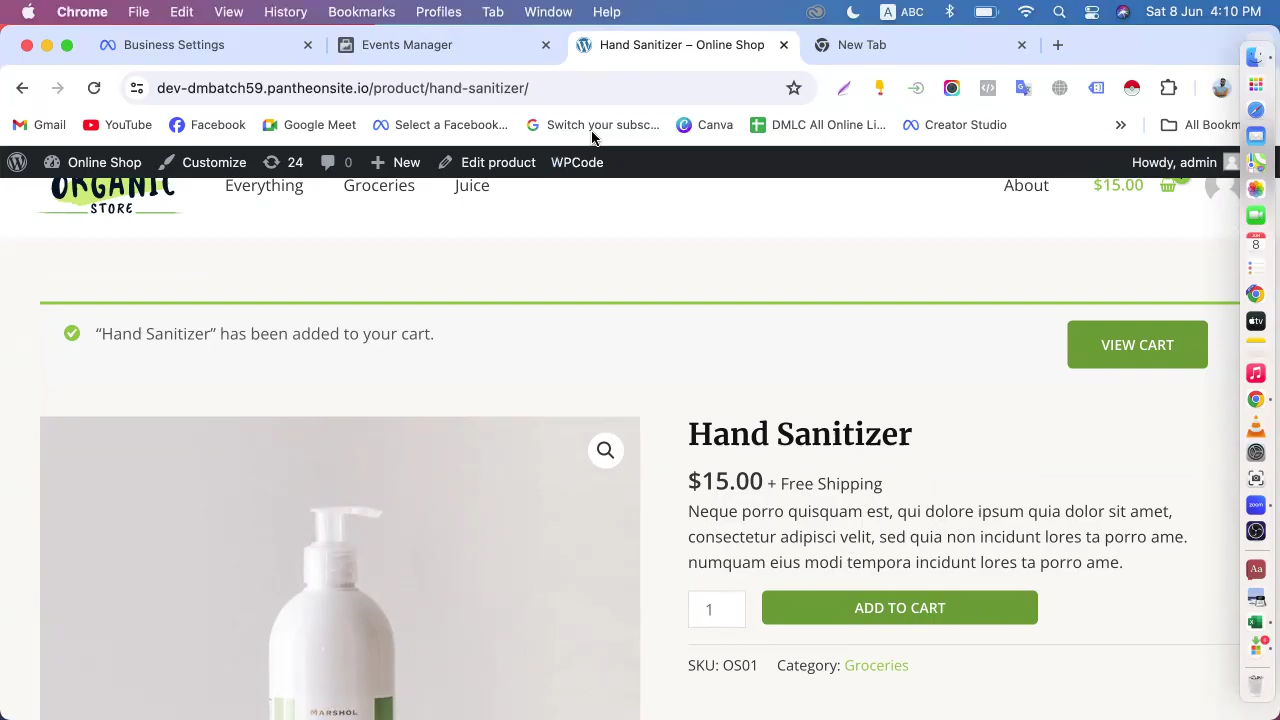 Chrome File Edit View History Bookmarks Profiles Tab Window Help A ABC Sat 8 Jun 4:10 PM
Business Settings Events Manager Hand Sanitizer – Online Shop New Tab
dev-dmbatch59.pantheonsite.io/product/hand-sanitizer/
Gmail YouTube Facebook Google Meet Select a Facebook... Switch your subsc... Canva DMLC All Online Li... Creator Studio » All Bookm
Online Shop Customize 24 0 New Edit product WPCode Howdy, admin
ORGANIC
STORE
Everything Groceries Juice About $15.00
“Hand Sanitizer” has been added to your cart.
VIEW CART
Hand Sanitizer
$15.00 + Free Shipping
Neque porro quisquam est, qui dolore ipsum quia dolor sit amet,
consectetur adipisci velit, sed quia non incidunt lores ta porro ame.
numquam eius modi tempora incidunt lores ta porro ame.
1 ADD TO CART
SKU: OS01 Category: Groceries
MARSHOL
JUN
8
tv
zoom
Aa